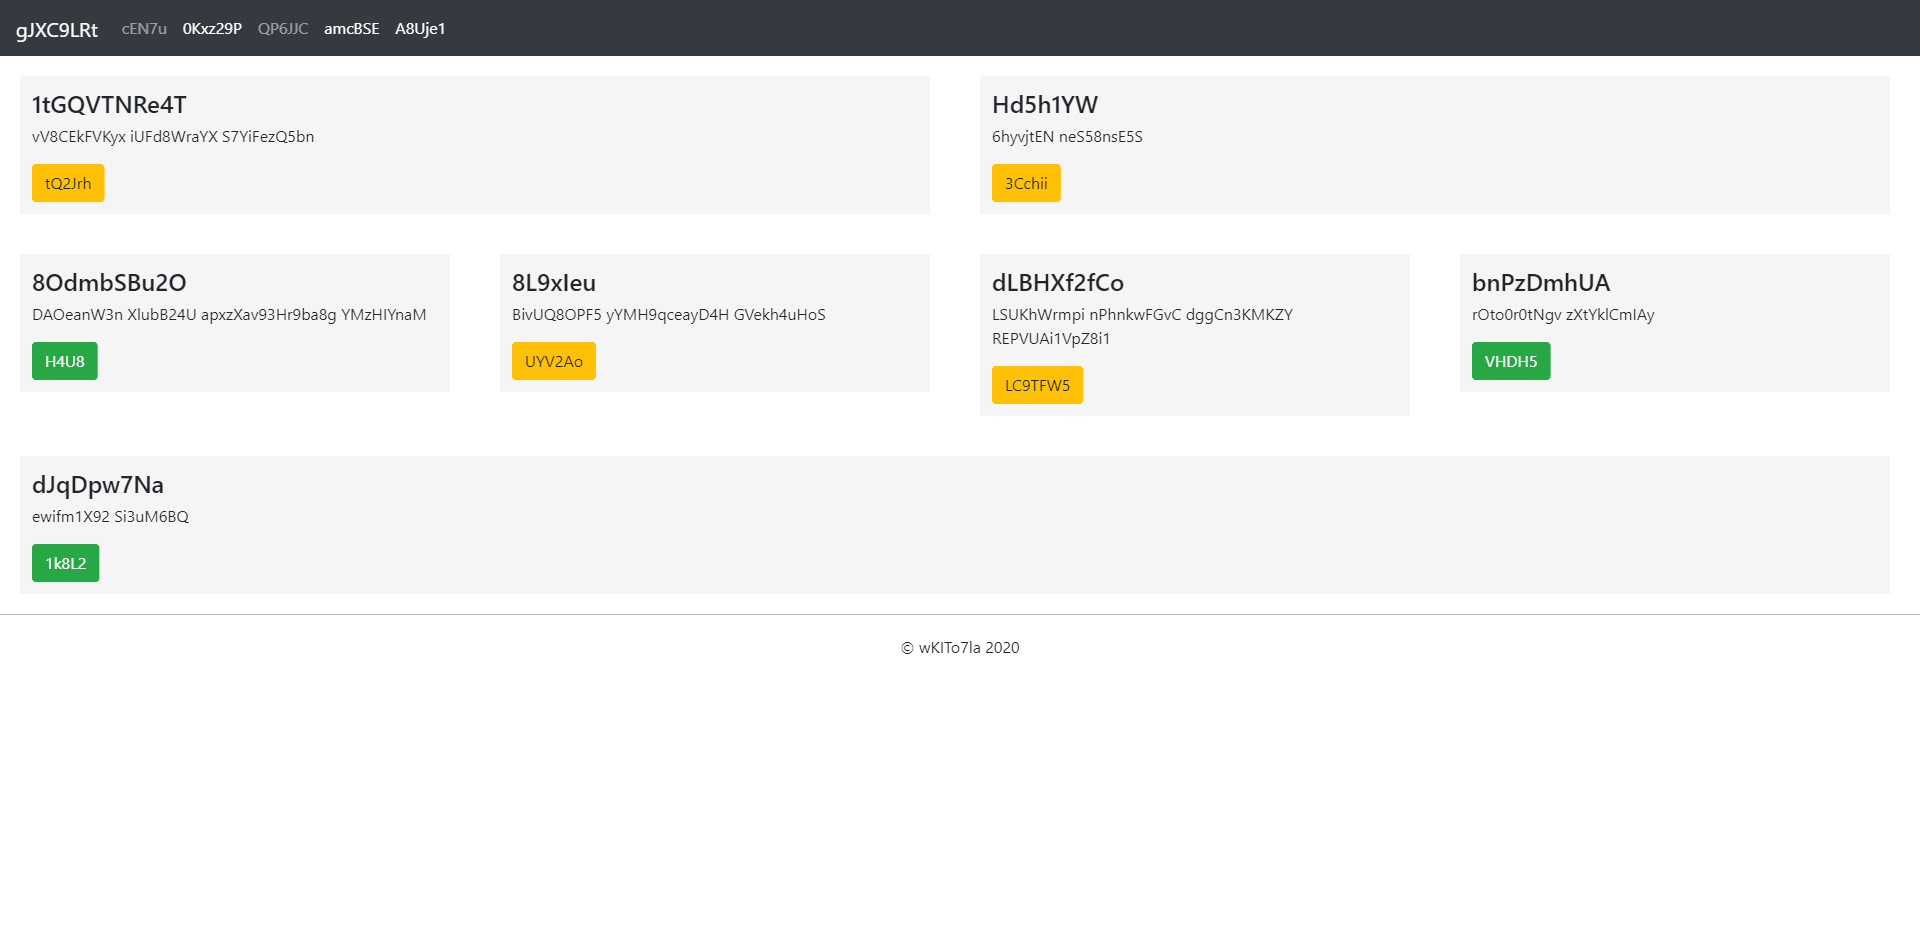 gJXC9LRt cEN7u 0Kxz29P QP6JJC amcBSE A8Uje1
1tGQVTNRe4T
vV8CEkFVKyx iUFd8WraYX S7YiFezQ5bn
tQ2Jrh
Hd5h1YW
6hyvjtEN neS58nsE5S
3Cchii
8OdmbSBu2O
DAOeanW3n XlubB24U apxzXav93Hr9ba8g YMzHIYnaM
H4U8
8L9xIeu
BivUQ8OPF5 yYMH9qceayD4H GVekh4uHoS
UYV2Ao
dLBHXf2fCo
LSUKhWrmpi nPhnkwFGvC dggCn3KMKZY
REPVUAi1VpZ8i1
LC9TFW5
bnPzDmhUA
rOto0r0tNgv zXtYklCmIAy
VHDH5
dJqDpw7Na
ewifm1X92 Si3uM6BQ
1k8L2
© wKITo7la 2020